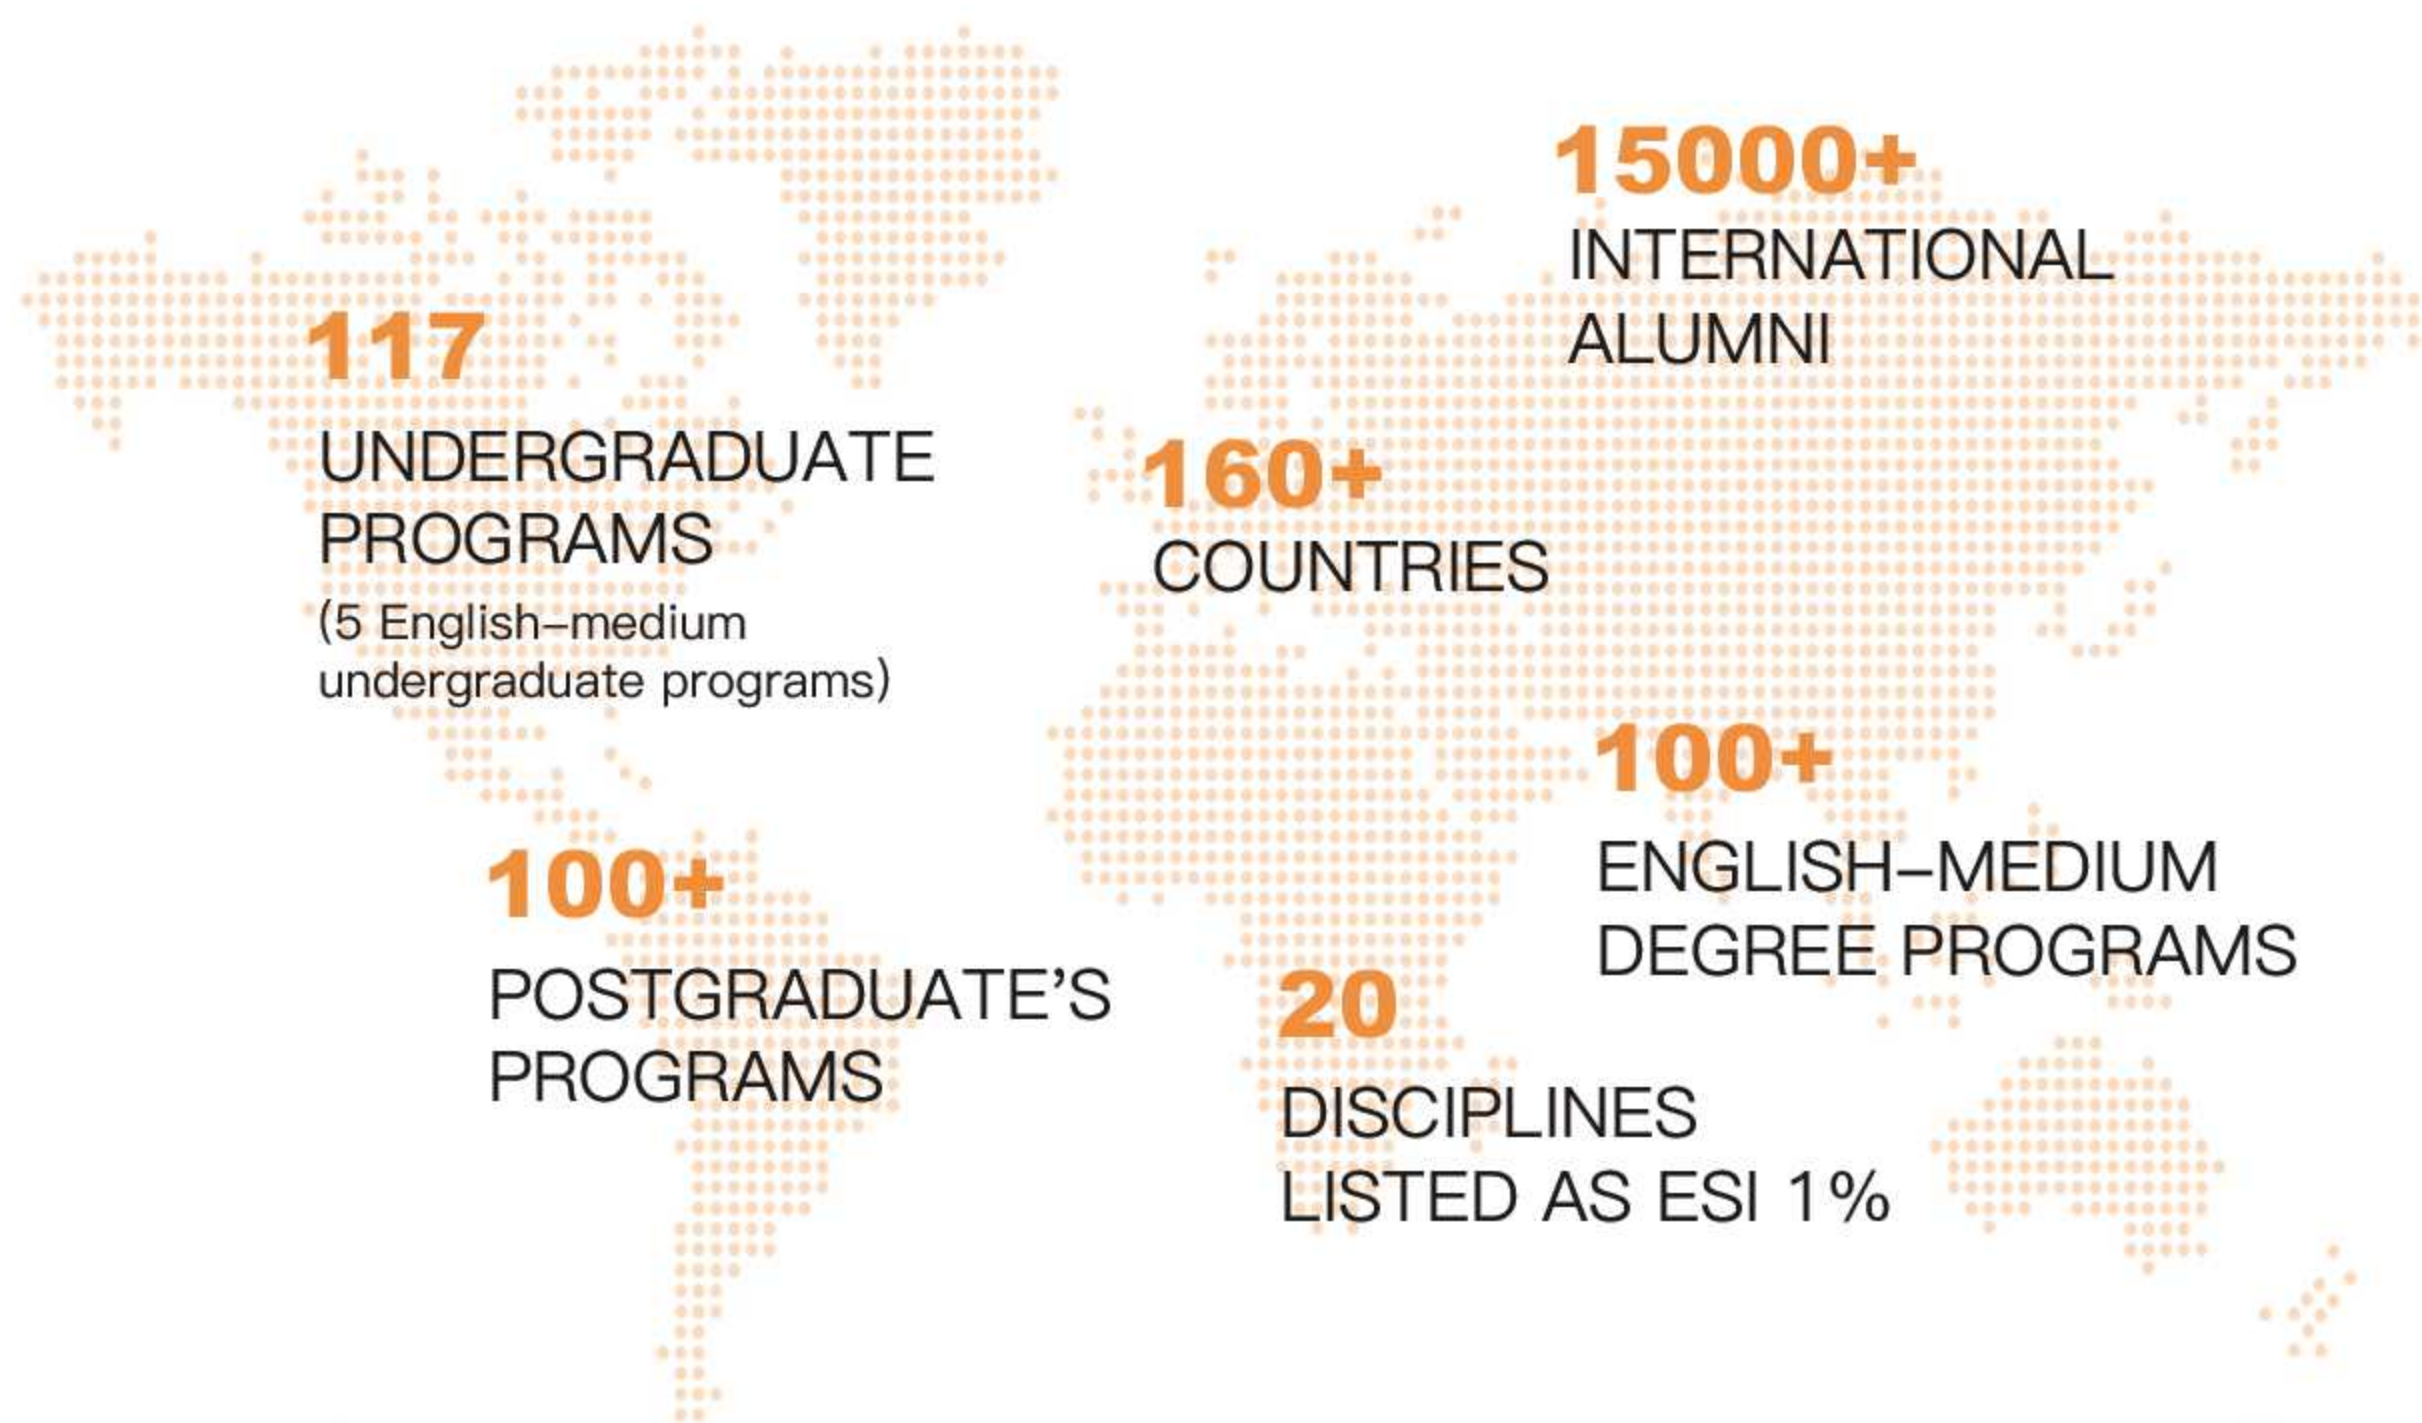 15000+
INTERNATIONAL
ALUMNI
117
UNDERGRADUATE
PROGRAMS
(5 English–medium
undergraduate programs)
160+
COUNTRIES
100+
ENGLISH–MEDIUM
DEGREE PROGRAMS
100+
POSTGRADUATE’S
PROGRAMS
20
DISCIPLINES
LISTED AS ESI 1%